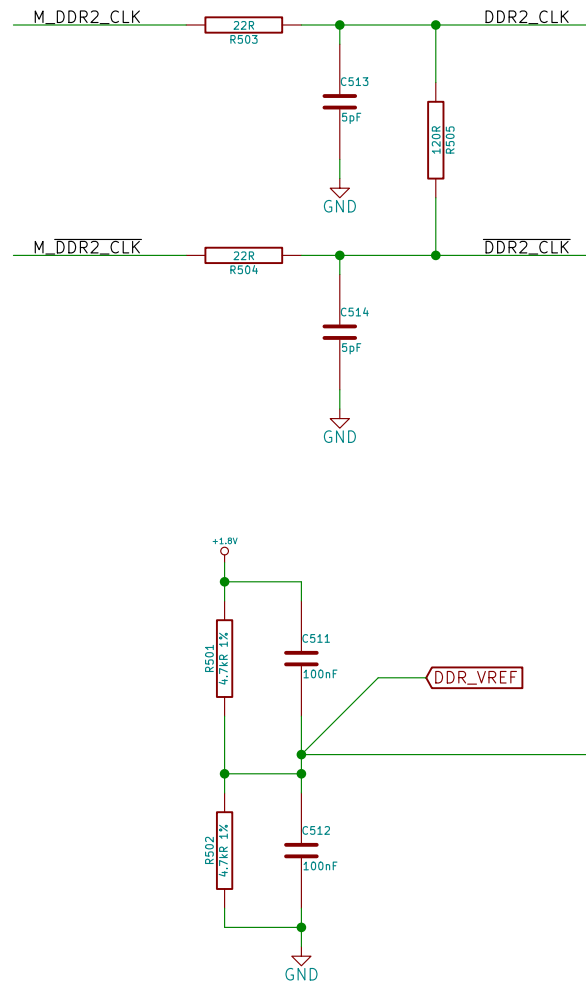 M_DDR2_CLK
22R
R503
DDR2_CLK
C513
5pF
120R
R505
GND
M_DDR2_CLK
22R
R504
DDR2_CLK
C514
5pF
GND
+1.8V
R501
4.7kR 1%
C511
100nF
DDR_VREF
R502
4.7kR 1%
C512
100nF
GND